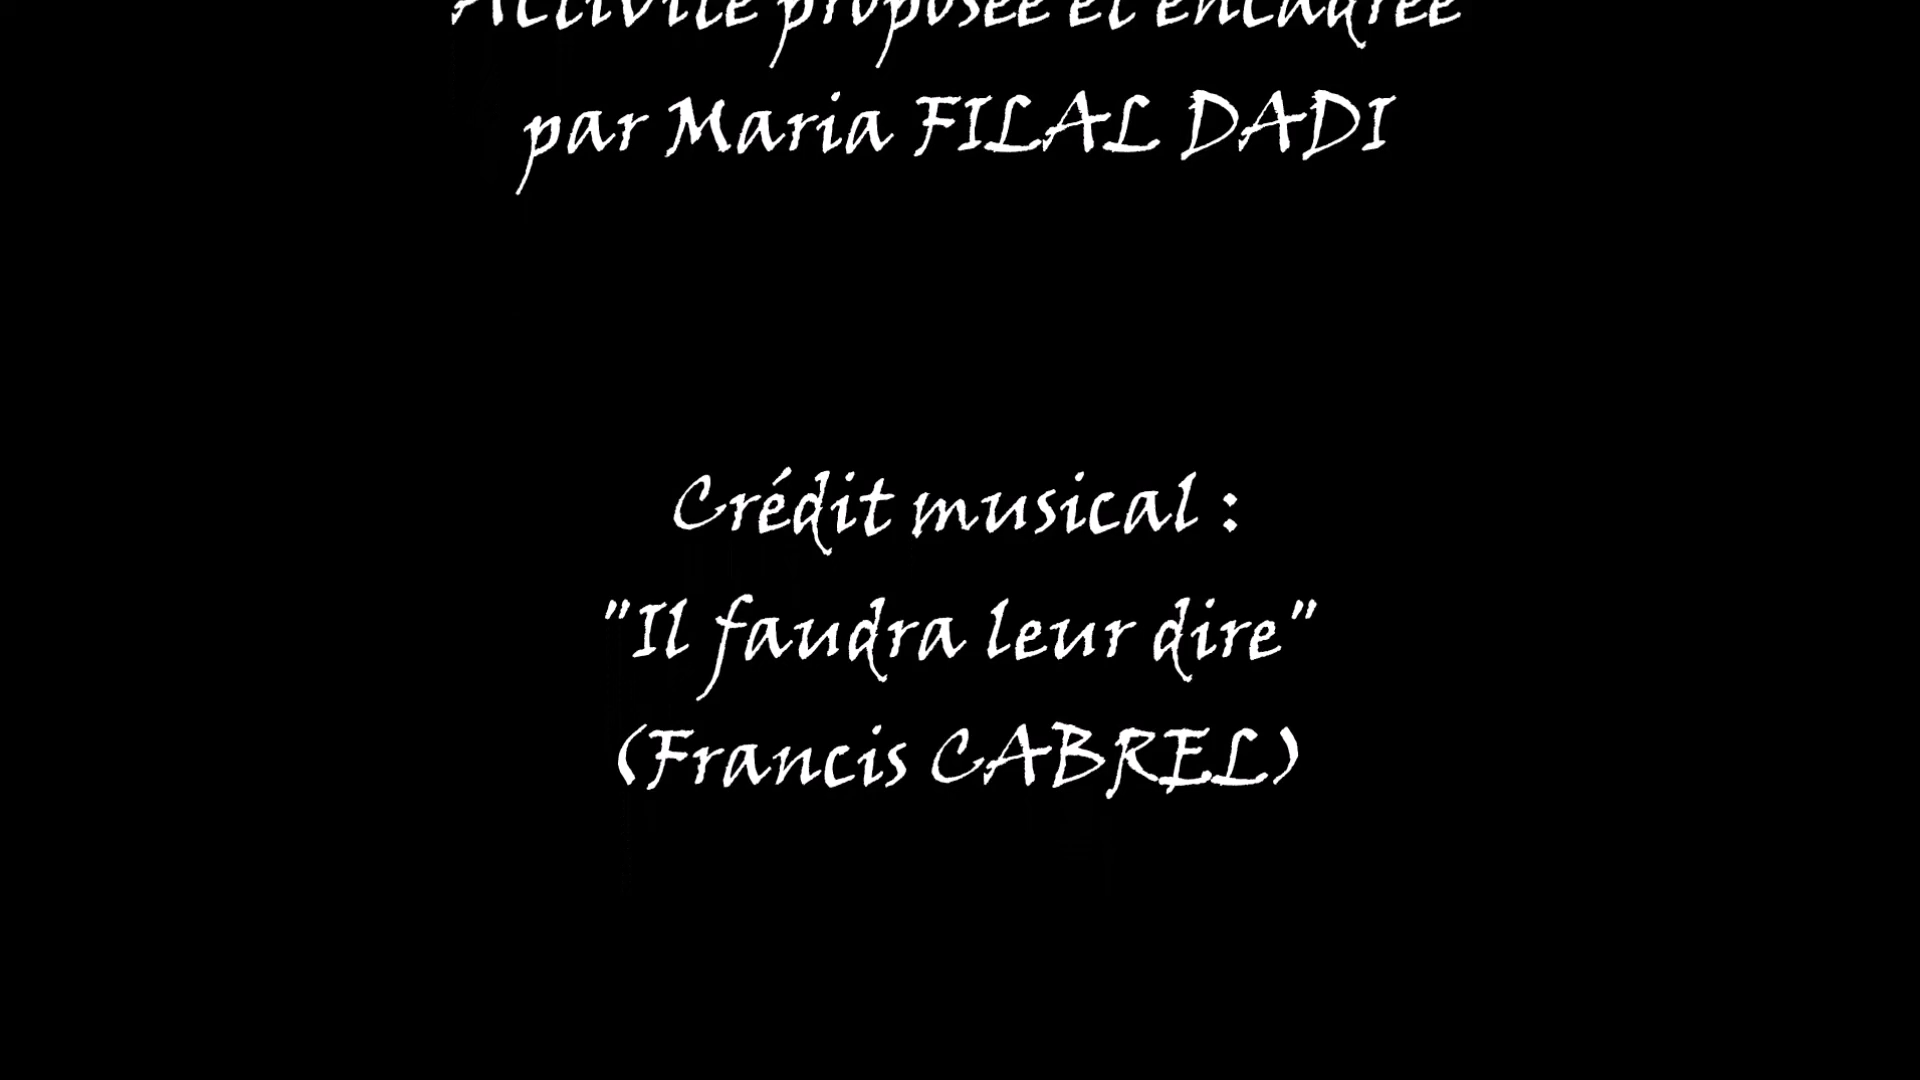 Activité proposée et encadrée
par Maria FILAL DADI
Crédit musical :
"Il faudra leur dire"
(Francis CABREL)